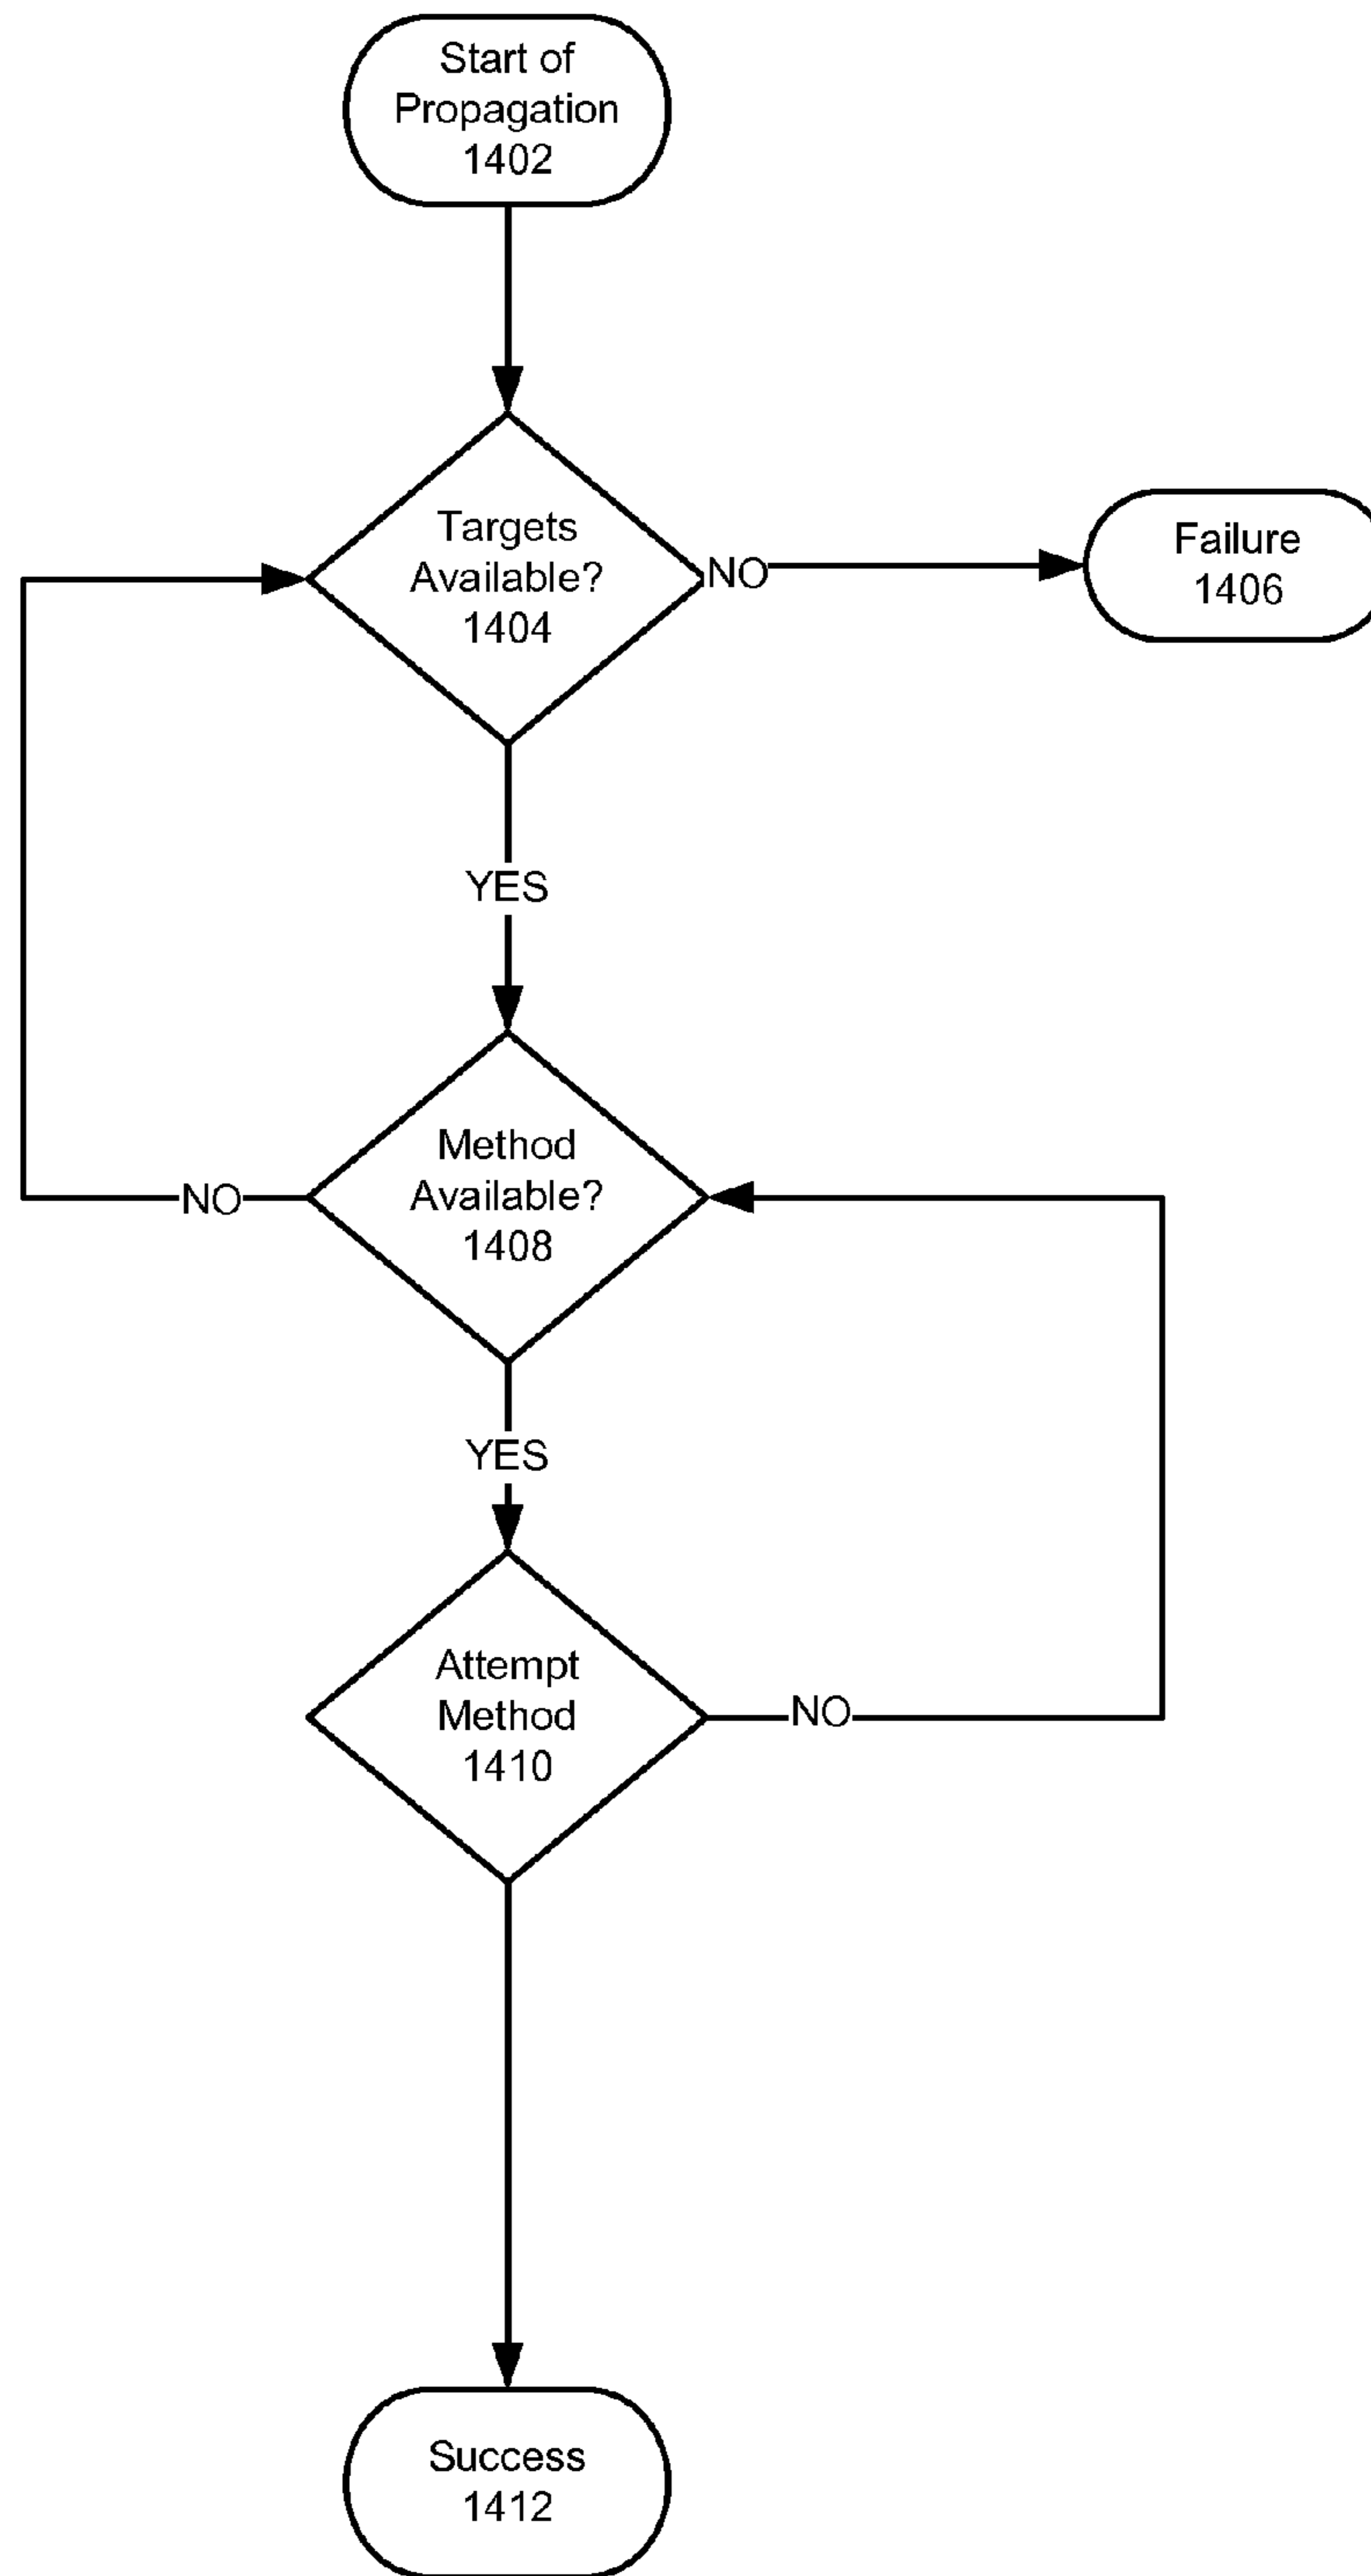 Start of
Propagation
1402
Targets
Available?
1404
NO
Failure
1406
YES
Method
Available?
1408
NO
YES
Attempt
Method
1410
NO
Success
1412